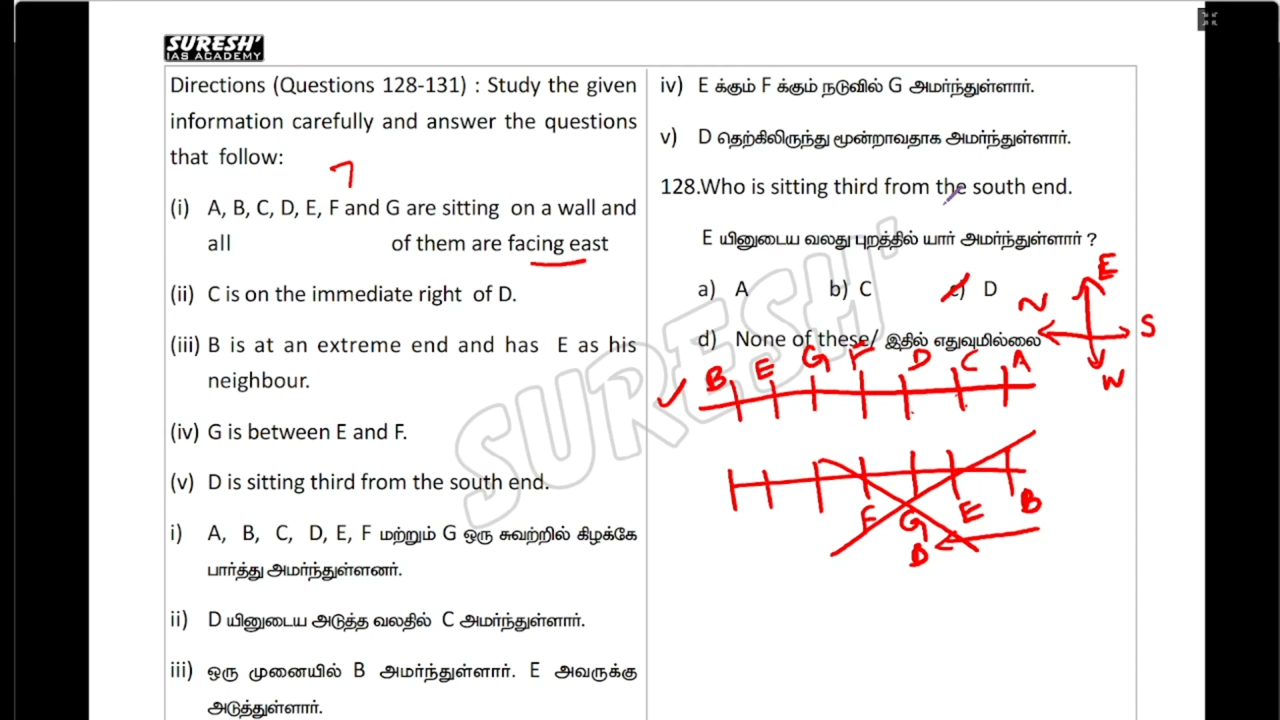 SURESH'
IAS ACADEMY
Directions (Questions 128-131) : Study the given
information carefully and answer the questions
that follow:
7
(i) A, B, C, D, E, F and G are sitting on a wall and
all of them are facing east
(ii) C is on the immediate right of D.
(iii) B is at an extreme end and has E as his
neighbour.
(iv) G is between E and F.
(v) D is sitting third from the south end.
i) A, B, C, D, E, F மற்றும் G ஒரு சுவற்றில் கிழக்கே
பார்த்து அமர்ந்துள்ளனர்.
ii) D யினுடைய அடுத்த வலதில் C அமர்ந்துள்ளார்.
iii) ஒரு முனையில் B அமர்ந்துள்ளார். E அவருக்கு
அடுத்துள்ளார்.
iv) E க்கும் F க்கும் நடுவில் G அமர்ந்துள்ளார்.
v) D தெற்கிலிருந்து மூன்றாவதாக அமர்ந்துள்ளார்.
128.Who is sitting third from the south end.
E யினுடைய வலது புறத்தில் யார் அமர்ந்துள்ளார் ?
a) A b) C c) D
d) None of these/ இதில் எதுவுமில்லை
E
N S
W
B E G F D C A
F G E B
D
SURESH'